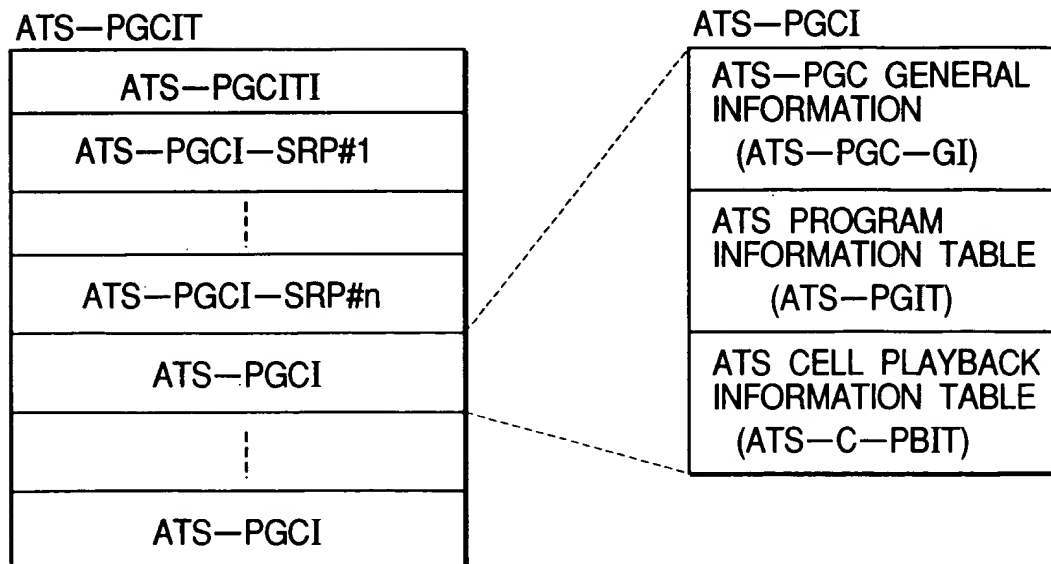 ATS—PGCIT
ATS—PGCITI
ATS—PGCI—SRP#1
ATS—PGCI—SRP#n
ATS—PGCI
ATS—PGCI
ATS—PGCI
ATS—PGC GENERAL
INFORMATION
(ATS—PGC—GI)
ATS PROGRAM
INFORMATION TABLE
(ATS—PGIT)
ATS CELL PLAYBACK
INFORMATION TABLE
(ATS—C—PBIT)